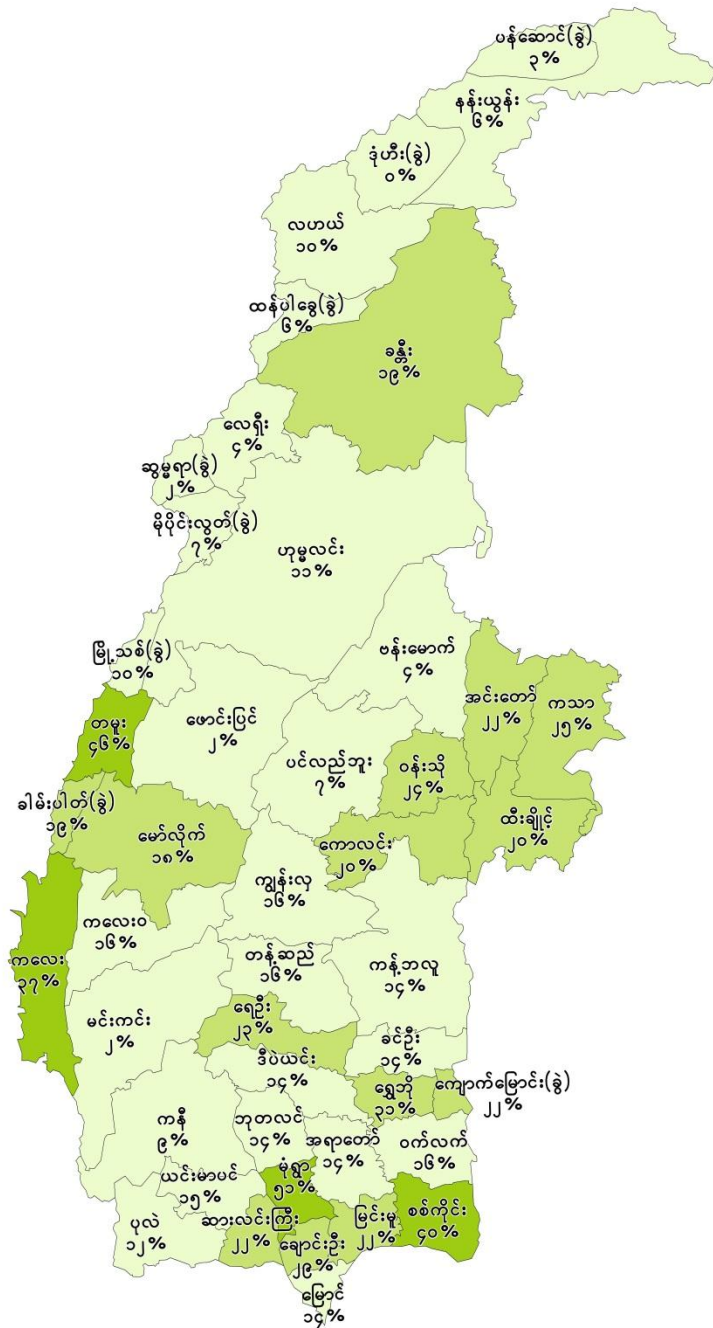 ပန်ဆောင်(ခွဲ)
၃%
နန်းယွန်း
၆%
ဒုံဟီး(ခွဲ)
၀%
လဟယ်
၁၀%
ထန်ပါခွေ(ခွဲ)
၆%
ခန္တီး
၁၉%
လေရှီး
၄%
ဆွမ္မရာ(ခွဲ)
၂%
မိုပိုင်းလွတ်(ခွဲ)
၇%
ဟုမ္မလင်း
၁၁%
မြို့သစ်(ခွဲ)
၁၀%
ဗန်းမောက်
၄%
အင်းတော်
၂၂%
ကသာ
၂၅%
တမူး
၄၆%
ဖောင်းပြင်
၂%
ပင်လည်ဘူး
၇%
ဝန်းသို
၂၄%
ခါမ်းပါတ်(ခွဲ)
၁၉%
မော်လိုက်
၁၈%
ကောလင်း
၂၀%
ထီးချိုင့်
၂၀%
ကျွန်းလှ
၁၆%
ကလေးဝ
၁၆%
ကလေး
၃၇%
တန့်ဆည်
၁၆%
ကန့်ဘလူ
၁၄%
မင်းကင်း
၂%
ရေဦး
၂၃%
ခင်ဦး
၁၄%
ဒီပဲယင်း
၁၄%
ရွှေဘို
၃၁%
ကျောက်မြောင်း(ခွဲ)
၂၂%
ကနီ
၉%
ဘုတလင်
၁၄%
အရာတော်
၁၄%
ဝက်လက်
၁၆%
ယင်းမာပင်
၁၅%
မုံရွာ
၅၁%
ပုလဲ
၁၂%
ဆားလင်းကြီး
၂၂%
ချောင်းဦး
၂၉%
မြင်းမူ
၂၂%
စစ်ကိုင်း
၄၀%
မြောင်
၁၄%